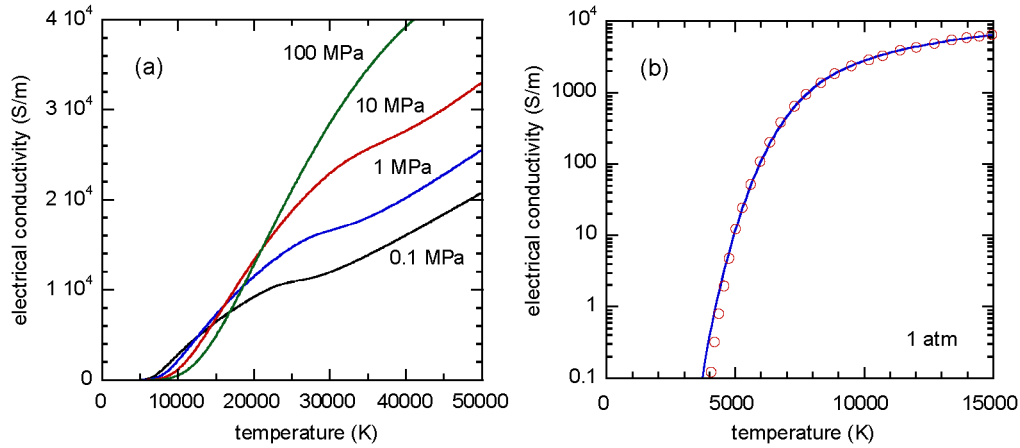 4 10⁴
3 10⁴
2 10⁴
1 10⁴
0
electrical conductivity (S/m)
(a)
100 MPa
10 MPa
1 MPa
0.1 MPa
0 10000 20000 30000 40000 50000
temperature (K)
10⁴
1000
100
10
1
0.1
electrical conductivity (S/m)
(b)
1 atm
0 5000 10000 15000
temperature (K)